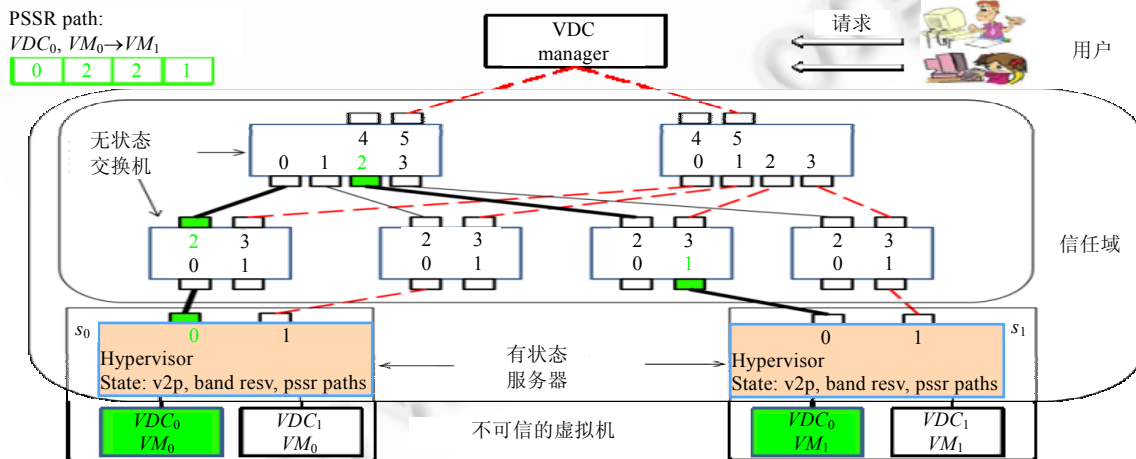 PSSR path:
VDC₀, VM₀→VM₁
0 2 2 1
VDC
manager
请求
用户
无状态
交换机
4 5
0 1 2 3
4 5
0 1 2 3
2 3
0 1
2 3
0 1
2 3
0 1
2 3
0 1
信任域
s₀
0 1
Hypervisor
State: v2p, band resv, pssr paths
有状态
服务器
s₁
0 1
Hypervisor
State: v2p, band resv, pssr paths
VDC₀
VM₀
VDC₁
VM₀
不可信的虚拟机
VDC₀
VM₁
VDC₁
VM₁